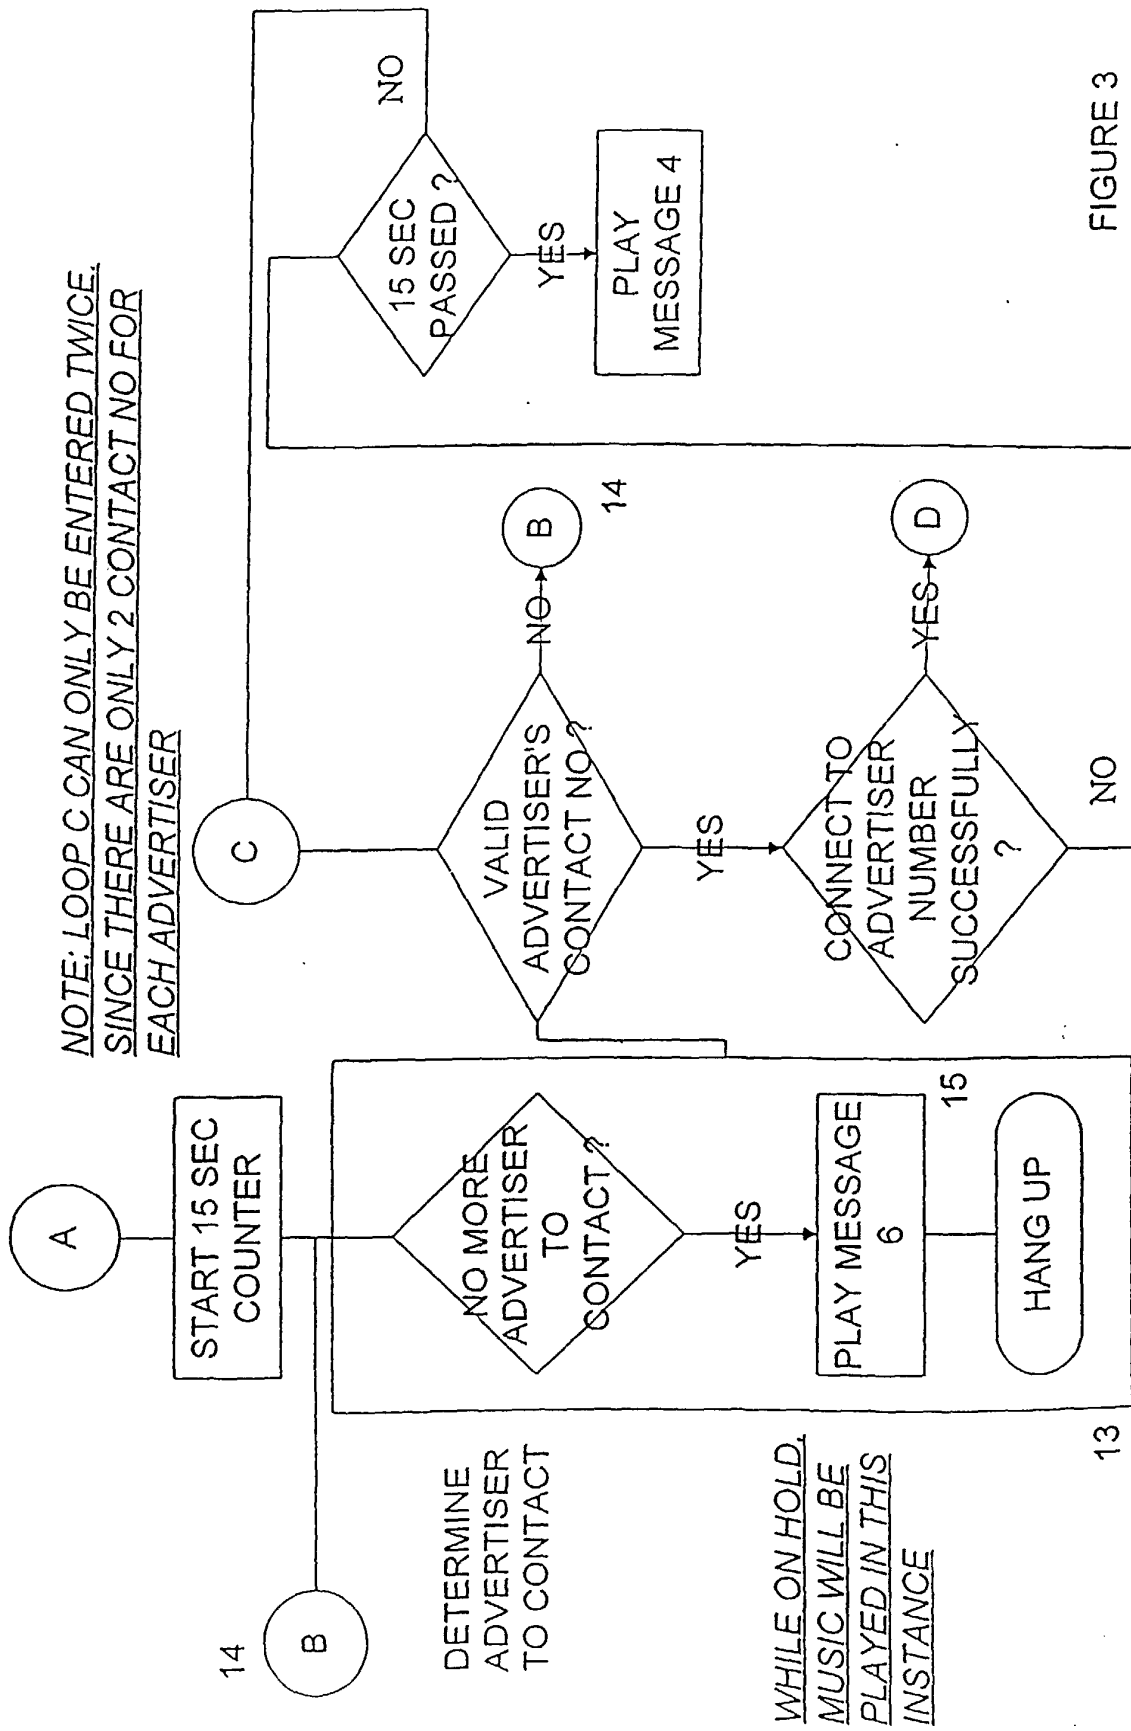 NOTE: LOOP C CAN ONLY BE ENTERED TWICE.
SINCE THERE ARE ONLY 2 CONTACT NO FOR
EACH ADVERTISER
A
START 15 SEC
COUNTER
14
B
DETERMINE
ADVERTISER
TO CONTACT
NO MORE
ADVERTISER
TO
CONTACT ?
YES
PLAY MESSAGE
6
15
HANG UP
WHILE ON HOLD,
MUSIC WILL BE
PLAYED IN THIS
INSTANCE
13
C
VALID
ADVERTISER'S
CONTACT NO ?
NO
B
14
YES
CONNECT TO
ADVERTISER
NUMBER
SUCCESSFULLY
?
YES
D
NO
15 SEC
PASSED ?
NO
YES
PLAY
MESSAGE 4
FIGURE 3